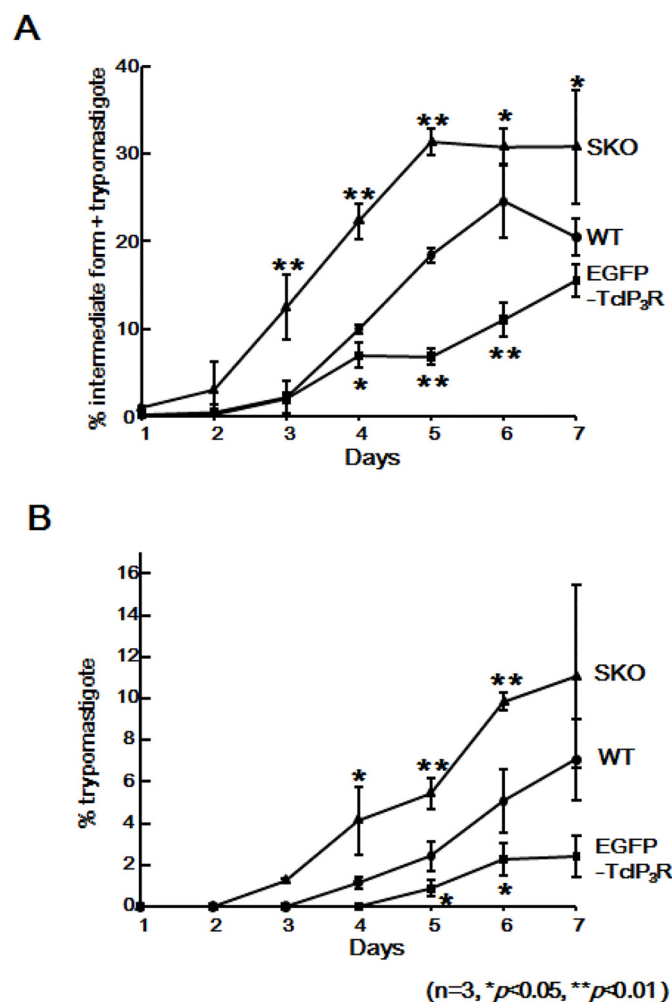 A
% intermediate form + trypomastigote
40
30
20
10
0
**
**
**
*
*
*
**
**
SKO
WT
EGFP
-TcIP₃R
1 2 3 4 5 6 7
Days
B
% trypomastigote
16
14
12
10
8
6
4
2
0
*
**
**
*
*
SKO
WT
EGFP
-TcIP₃R
1 2 3 4 5 6 7
Days
(n=3, *p<0.05, **p<0.01)